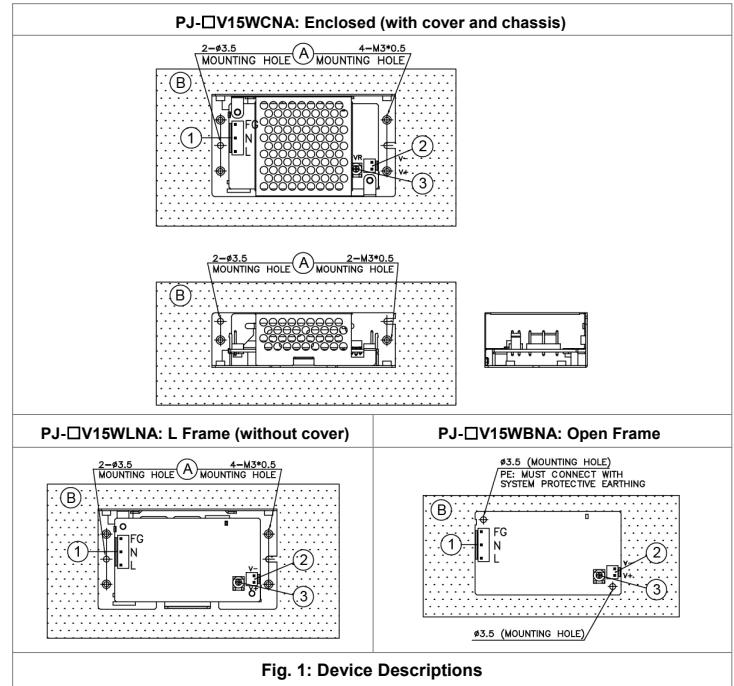 PJ-□V15WCNA: Enclosed (with cover and chassis)
2-ø3.5 MOUNTING HOLE A 4-M3*0.5 MOUNTING HOLE
B
1
FG
N
L
VR
V-
V+
2
3
2-ø3.5 MOUNTING HOLE A 2-M3*0.5 MOUNTING HOLE
B
PJ-□V15WLNA: L Frame (without cover)
2-ø3.5 MOUNTING HOLE A 4-M3*0.5 MOUNTING HOLE
B
1
FG
N
L
V-
2
3
PJ-□V15WBNA: Open Frame
ø3.5 (MOUNTING HOLE)
PE: MUST CONNECT WITH
SYSTEM PROTECTIVE EARTHING
B
1
FG
N
L
V-
V+
2
3
ø3.5 (MOUNTING HOLE)
Fig. 1: Device Descriptions